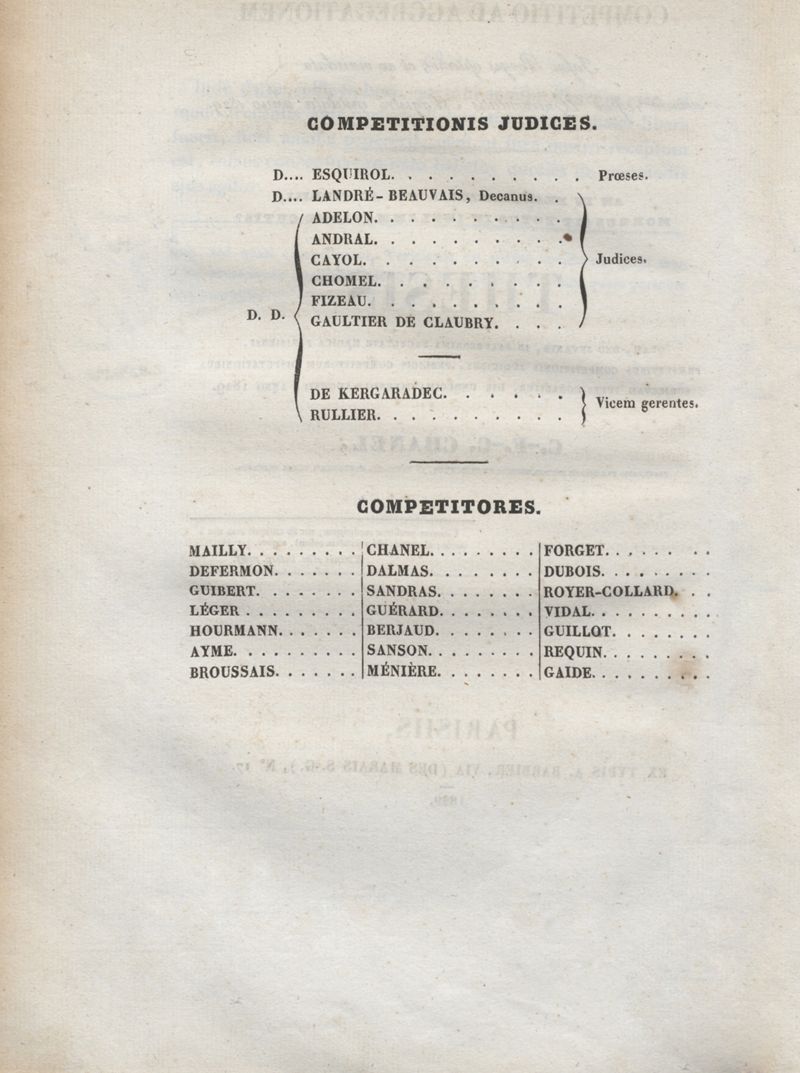 COMPETITIONIS JUDICES.
D.... ESQUIROL. . . . . . . . . . Prœses.
D.... LANDRÉ-BEAUVAIS, Decanus. . .
ADELON. . . . . . . . . .
ANDRAL. . . . . . . . . .
CAYOL. . . . . . . . . . Judices.
CHOMEL. . . . . . . . .
FIZEAU. . . . . . . . . .
D. D. GAULTIER DE CLAUBRY. . . . .
DE KERGARADEC. . . . . . .
RULLIER. . . . . . . . . . Vicem gerentes.
COMPETITORES.
MAILLY. . . . . . . . . CHANEL. . . . . . . . . FORGET. . . . . . . .
DEFERMON. . . . . . . DALMAS. . . . . . . . DUBOIS. . . . . . . . .
GUIBERT. . . . . . . . SANDRAS. . . . . . . . ROYER-COLLARD. . .
LÉGER . . . . . . . . . GUÉRARD. . . . . . . . VIDAL. . . . . . . . . .
HOURMANN. . . . . . . BERJAUD. . . . . . . . GUILLOT. . . . . . . .
AYME. . . . . . . . . . SANSON. . . . . . . . . REQUIN. . . . . . . . .
BROUSSAIS. . . . . . . MÉNIÈRE. . . . . . . . GAIDE. . . . . . . . . .